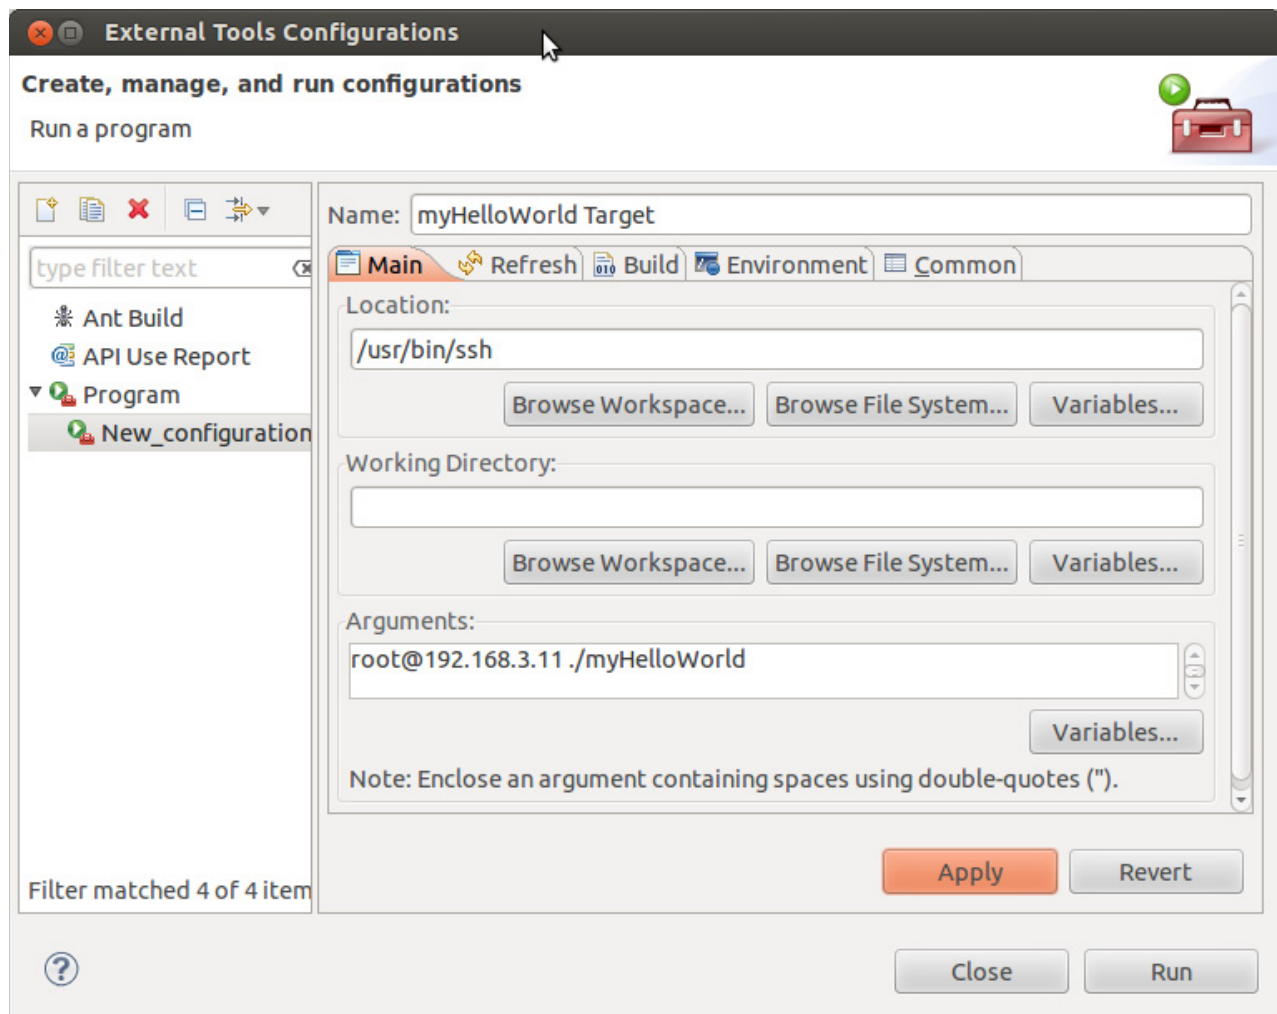 External Tools Configurations
Create, manage, and run configurations
Run a program
type filter text
Ant Build
API Use Report
Program
New_configuration
Filter matched 4 of 4 item
Name: myHelloWorld Target
Main Refresh Build Environment Common
Location:
/usr/bin/ssh
Browse Workspace... Browse File System... Variables...
Working Directory:
Browse Workspace... Browse File System... Variables...
Arguments:
root@192.168.3.11 ./myHelloWorld
Variables...
Note: Enclose an argument containing spaces using double-quotes (").
Apply Revert
Close Run